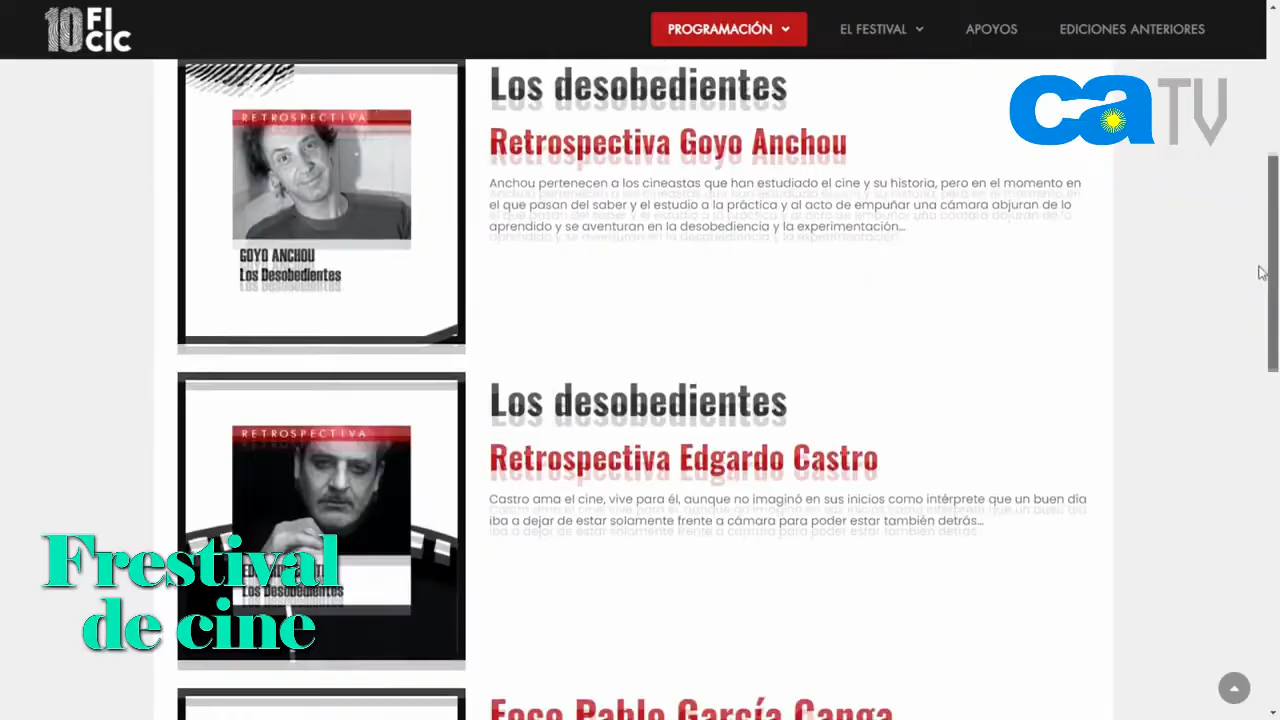 10 FI
CIC
PROGRAMACIÓN
EL FESTIVAL
APOYOS
EDICIONES ANTERIORES
ca TV
RETROSPECTIVA
GOYO ANCHOU
Los Desobedientes
Los desobedientes
Retrospectiva Goyo Anchou
Anchou pertenecen a los cineastas que han estudiado el cine y su historia, pero en el momento en
el que pasan del saber y el estudio a la práctica y al acto de empuñar una cámara abjuran de lo
aprendido y se aventuran en la desobediencia y la experimentación...
RETROSPECTIVA
Los Desobedientes
Los desobedientes
Retrospectiva Edgardo Castro
Castro ama el cine, vive para él, aunque no imaginó en sus inicios como intérprete que un buen día
iba a dejar de estar solamente frente a cámara para poder estar también detrás...
Frestival
de cine
Foco Pablo García Canga